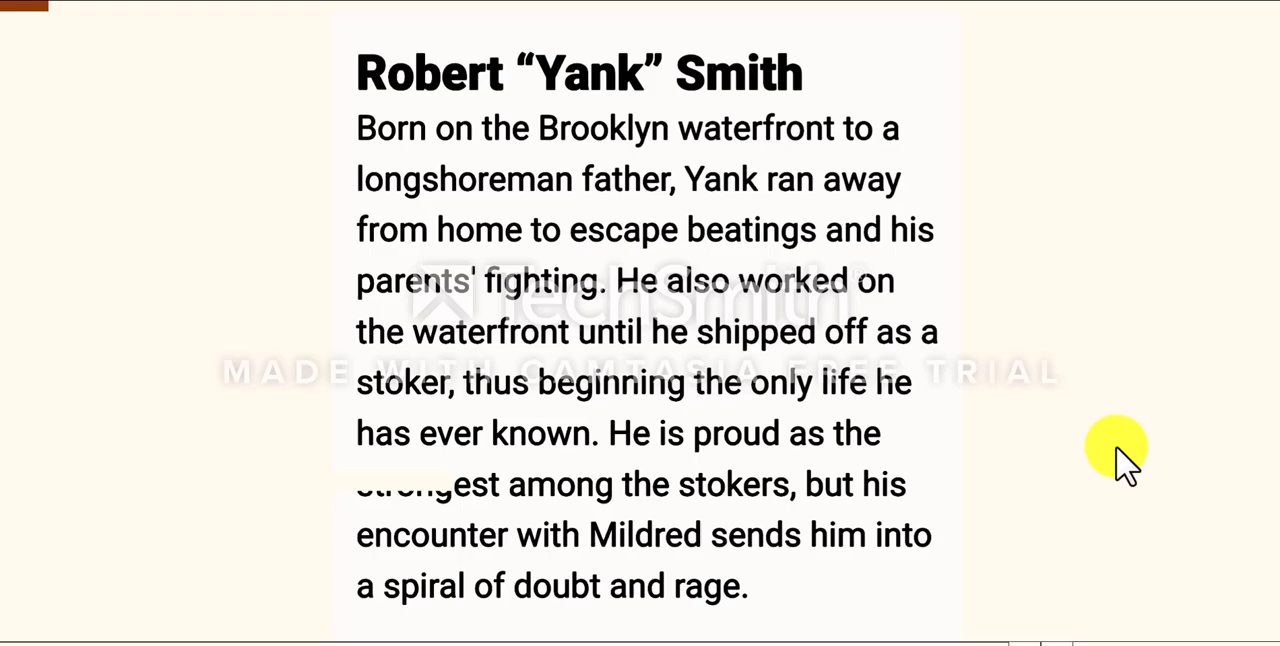 Robert “Yank” Smith
Born on the Brooklyn waterfront to a
longshoreman father, Yank ran away
from home to escape beatings and his
parents' fighting. He also worked on
the waterfront until he shipped off as a
stoker, thus beginning the only life he
has ever known. He is proud as the
strongest among the stokers, but his
encounter with Mildred sends him into
a spiral of doubt and rage.
TechSmith®
MADE WITH CAMTASIA FREE TRIAL